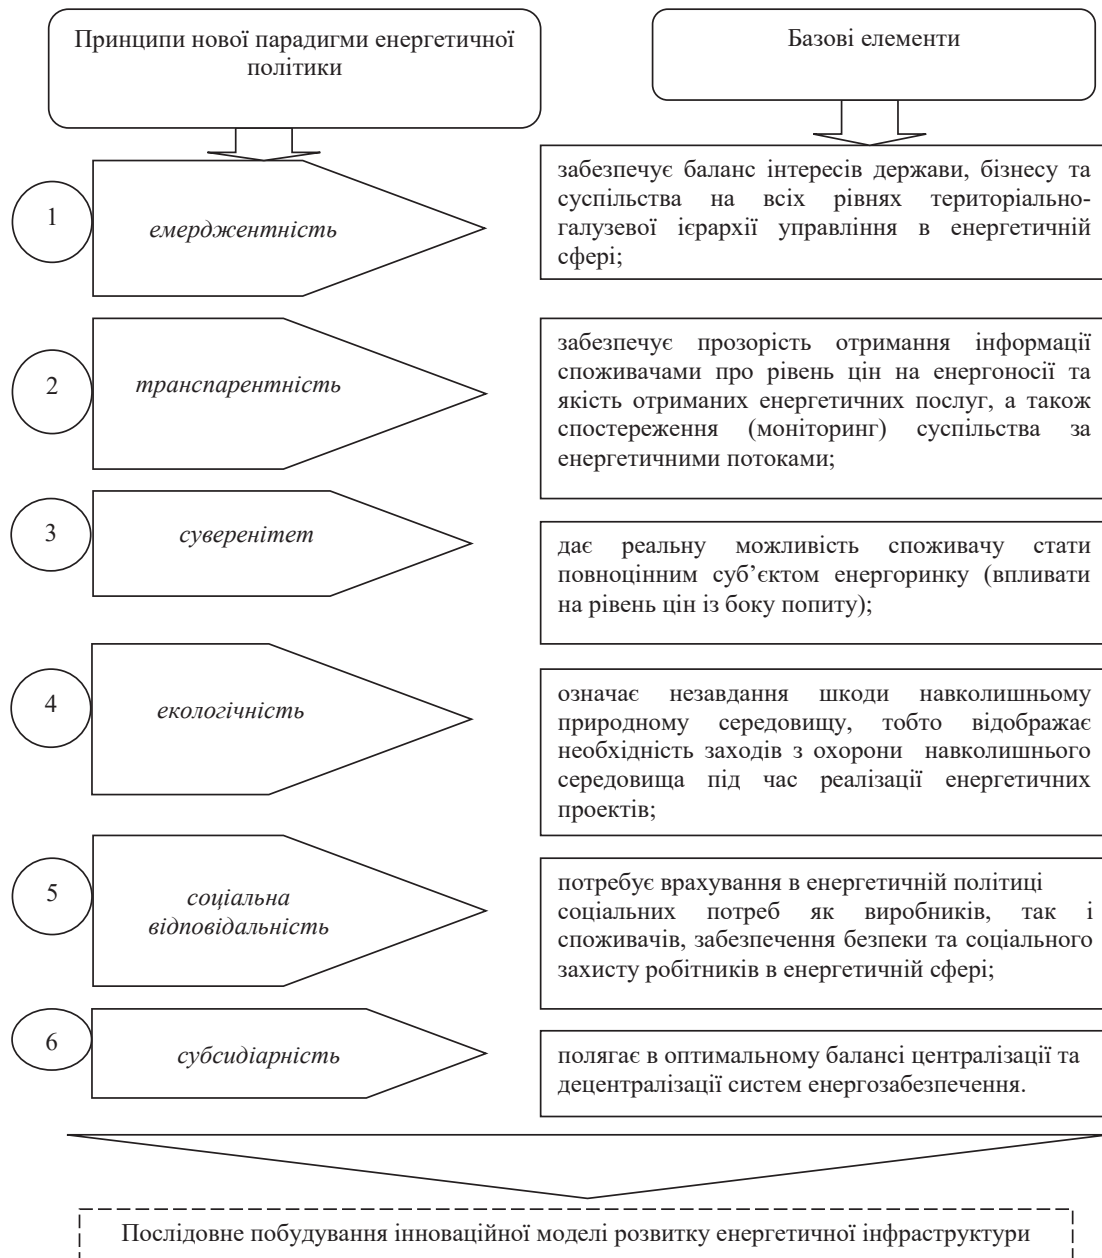 Принципи нової парадигми енергетичної
політики
Базові елементи
1
емерджентність
забезпечує баланс інтересів держави, бізнесу та
суспільства на всіх рівнях територіально-
галузевої ієрархії управління в енергетичній
сфері;
2
транспарентність
забезпечує прозорість отримання інформації
споживачами про рівень цін на енергоносії та
якість отриманих енергетичних послуг, а також
спостереження (моніторинг) суспільства за
енергетичними потоками;
3
суверенітет
дає реальну можливість споживачу стати
повноцінним суб’єктом енергоринку (впливати
на рівень цін із боку попиту);
4
екологічність
означає незавдання шкоди навколишньому
природному середовищу, тобто відображає
необхідність заходів з охорони навколишнього
середовища під час реалізації енергетичних
проектів;
5
соціальна
відповідальність
потребує врахування в енергетичній політиці
соціальних потреб як виробників, так і
споживачів, забезпечення безпеки та соціального
захисту робітників в енергетичній сфері;
6
субсидіарність
полягає в оптимальному балансі централізації та
децентралізації систем енергозабезпечення.
Послідовне побудування інноваційної моделі розвитку енергетичної інфраструктури